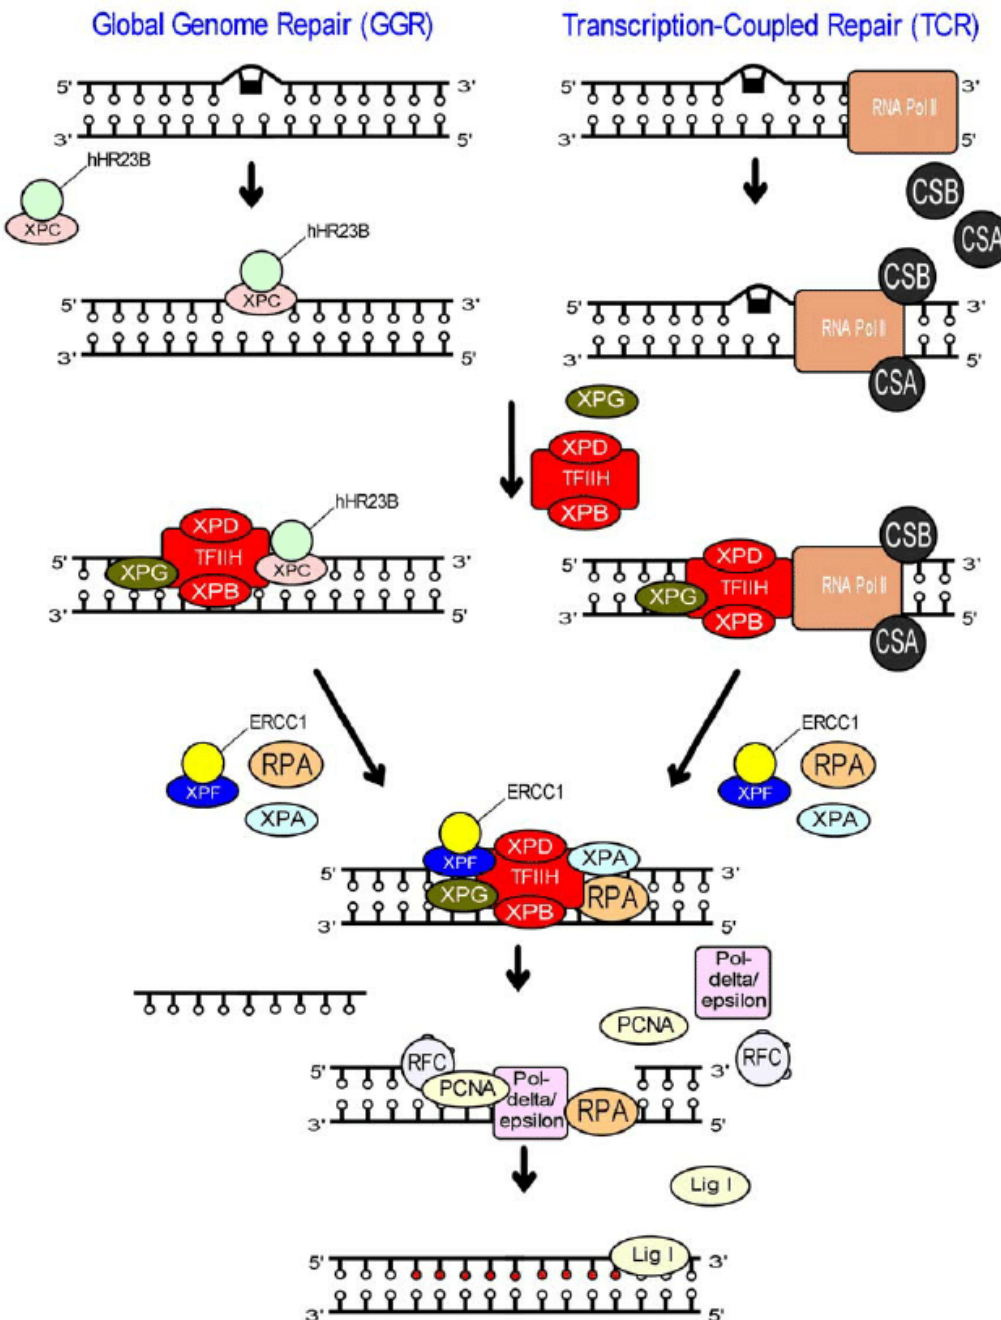 Global Genome Repair (GGR)
Transcription-Coupled Repair (TCR)
5'
3'
3'
5'
5'
3'
3'
5'
RNA Pol II
hHR23B
XPC
CSB
CSA
hHR23B
XPC
5'
3'
3'
5'
CSB
RNA Pol II
CSA
5'
3'
3'
5'
XPG
XPD
TFIIH
XPB
hHR23B
XPD
TFIIH
XPG
XPC
XPB
5'
3'
3'
5'
CSB
XPD
TFIIH
RNA Pol II
XPG
XPB
CSA
5'
3'
3'
5'
ERCC1
RPA
XPF
XPA
ERCC1
RPA
XPF
XPA
ERCC1
XPD
XPF
XPA
TFIIH
XPG
RPA
XPB
5'
3'
3'
5'
Pol-
delta/
epsilon
PCNA
RFC
RFC
PCNA
Pol-
delta/
epsilon
RPA
5'
3'
3'
5'
Lig I
Lig I
5'
3'
3'
5'